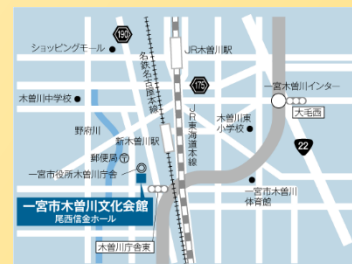 190
ショッピングモール
JR木曽川駅
名鉄名古屋本線
175
一宮木曽川インター
木曽川中学校
JR東海道本線
木曽川東
小学校
大毛西
野府川
新木曽川駅
郵便局
22
一宮市役所木曽川庁舎
一宮市木曽川
体育館
一宮市木曽川文化会館
尾西信金ホール
木曽川庁舎東